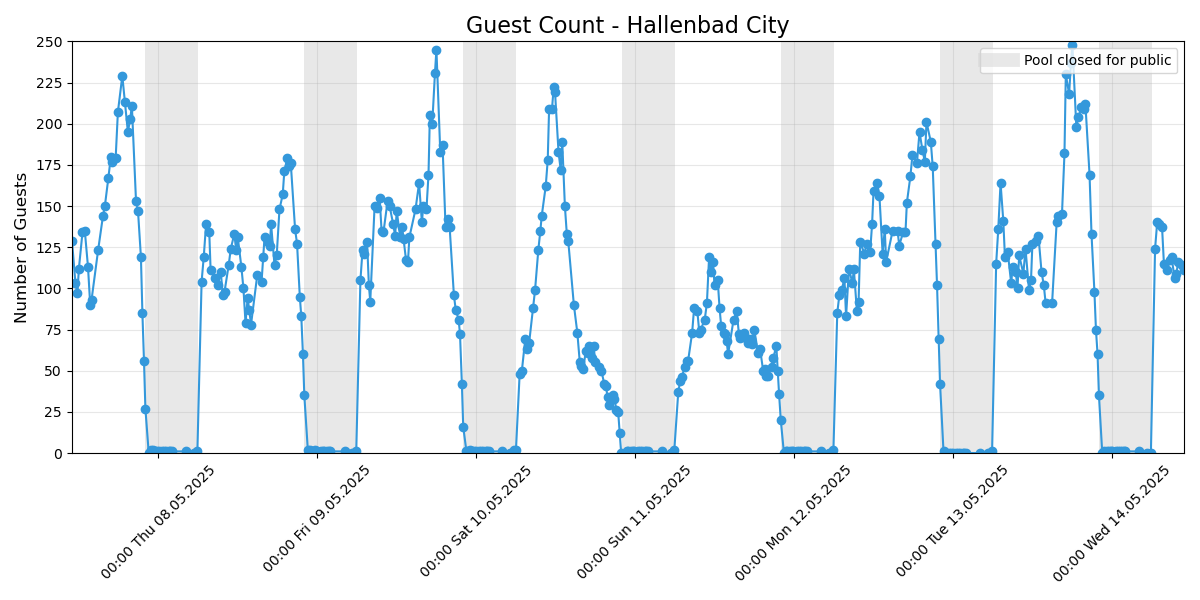 Guest Count - Hallenbad City
Pool closed for public
Number of Guests
250
225
200
175
150
125
100
75
50
25
0
00:00 Thu 08.05.2025
00:00 Fri 09.05.2025
00:00 Sat 10.05.2025
00:00 Sun 11.05.2025
00:00 Mon 12.05.2025
00:00 Tue 13.05.2025
00:00 Wed 14.05.2025